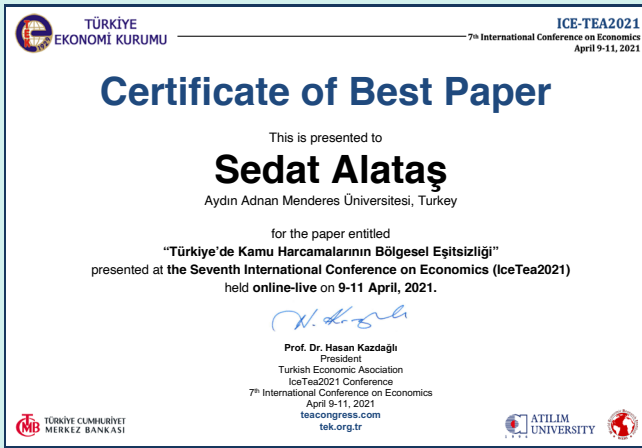 TÜRKİYE
EKONOMİ KURUMU
ICE-TEA2021
7th International Conference on Economics
April 9-11, 2021
Certificate of Best Paper
This is presented to
Sedat Alataş
Aydın Adnan Menderes Üniversitesi, Turkey
for the paper entitled
“Türkiye’de Kamu Harcamalarının Bölgesel Eşitsizliği”
presented at the Seventh International Conference on Economics (IceTea2021)
held online-live on 9-11 April, 2021.
Prof. Dr. Hasan Kazdağlı
President
Turkish Economic Asociation
IceTea2021 Conference
7th International Conference on Economics
April 9-11, 2021
teacongress.com
tek.org.tr
TÜRKİYE CUMHURİYET
MERKEZ BANKASI
ATILIM
UNIVERSITY